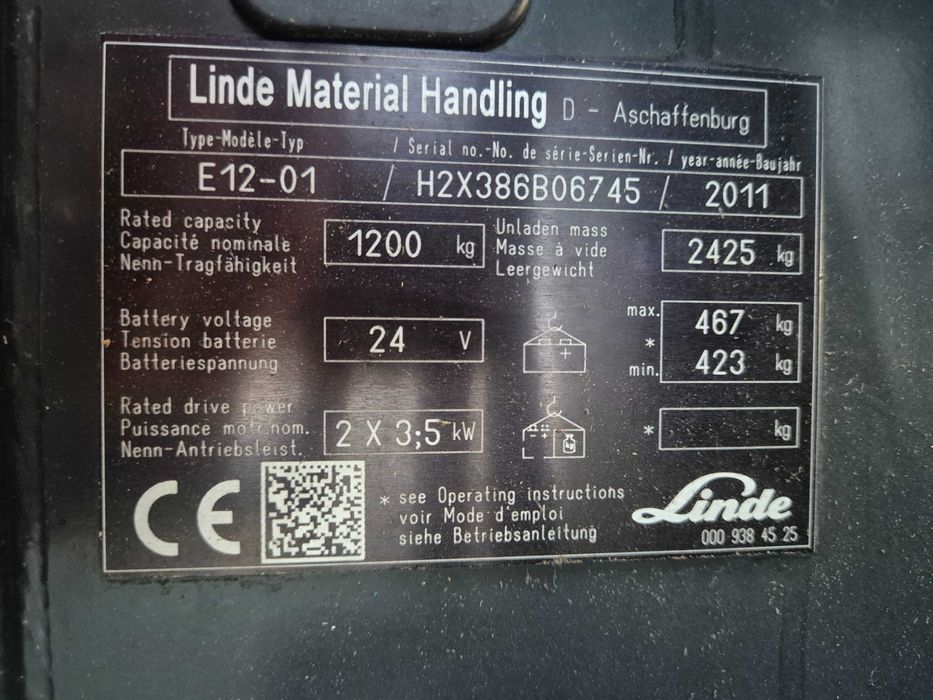 Linde Material Handling D - Aschaffenburg
Type-Modèle-Typ / Serial no.-No. de série-Serien-Nr. / year-année-Baujahr
E12-01 / H2X386B06745 / 2011
Rated capacity
Capacité nominale
Nenn-Tragfähigkeit
1200 kg
Unladen mass
Masse à vide
Leergewicht
2425 kg
Battery voltage
Tension batterie
Batteriespannung
24 V
max. 467 kg
*
min. 423 kg
Rated drive power
Puissance motr.nom.
Nenn-Antriebsleist.
2 X 3;5 kW
* kg
CE
* see Operating instructions
voir Mode d'emploi
siehe Betriebsanleitung
Linde
000 938 45 25